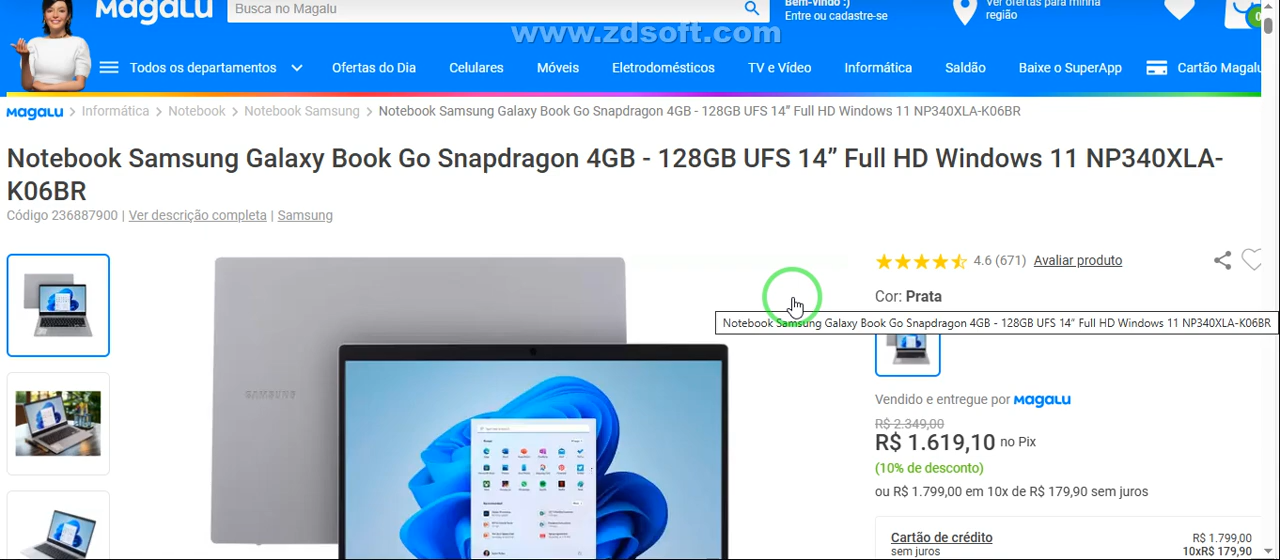 Magalu
Busca no Magalu
Bem-vindo :)
Entre ou cadastre-se
Ver ofertas para minha
região
0
www.zdsoft.com
Todos os departamentos
Ofertas do Dia
Celulares
Móveis
Eletrodomésticos
TV e Vídeo
Informática
Saldão
Baixe o SuperApp
Cartão Magalu
Magalu > Informática > Notebook > Notebook Samsung > Notebook Samsung Galaxy Book Go Snapdragon 4GB - 128GB UFS 14” Full HD Windows 11 NP340XLA-K06BR
Notebook Samsung Galaxy Book Go Snapdragon 4GB - 128GB UFS 14” Full HD Windows 11 NP340XLA-
K06BR
Código 236887900 | Ver descrição completa | Samsung
4.6 (671) Avaliar produto
Cor: Prata
Notebook Samsung Galaxy Book Go Snapdragon 4GB - 128GB UFS 14” Full HD Windows 11 NP340XLA-K06BR
SAMSUNG
Vendido e entregue por Magalu
R$ 2.349,00
R$ 1.619,10 no Pix
(10% de desconto)
ou R$ 1.799,00 em 10x de R$ 179,90 sem juros
Cartão de crédito
R$ 1.799,00
sem juros
10xR$ 179,90